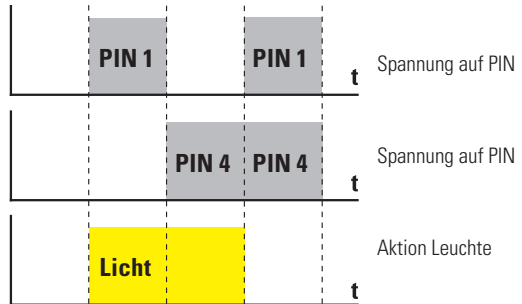 PIN 1 PIN 1
t
Spannung auf PIN
PIN 4 PIN 4
t
Spannung auf PIN
Licht
t
Aktion Leuchte